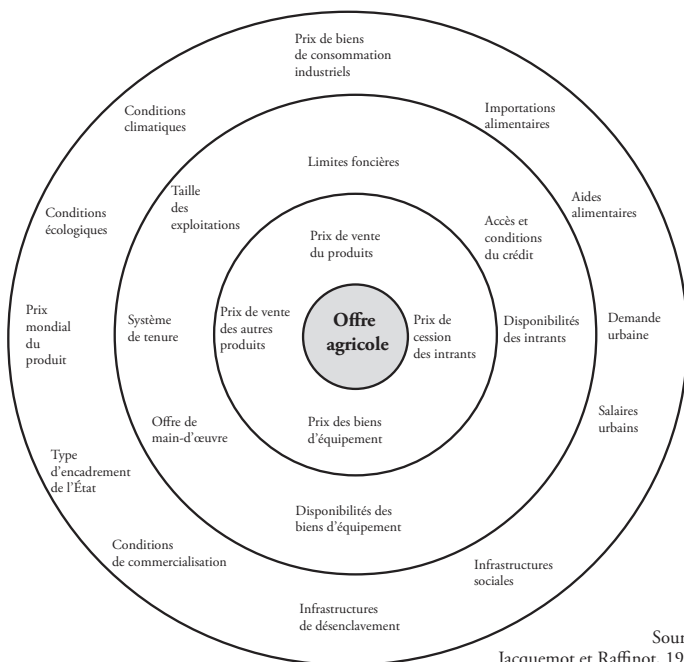 Prix de biens
de consommation
industriels
Conditions
climatiques
Importations
alimentaires
Limites foncières
Taille
des
exploitations
Aides
alimentaires
Conditions
écologiques
Accès et
conditions
du crédit
Prix de vente
du produits
Prix
mondial
du
produit
Système
de tenure
Prix de vente
des autres
produits
Offre
agricole
Prix de
cession
des intrants
Disponibilités
des intrants
Demande
urbaine
Offre de
main-d'œuvre
Prix des biens
d'équipement
Salaires
urbains
Type
d'encadrement
de l'État
Disponibilités des
biens d'équipement
Conditions
de commercialisation
Infrastructures
sociales
Infrastructures
de désenclavement
Jacquemot et Raffinot,